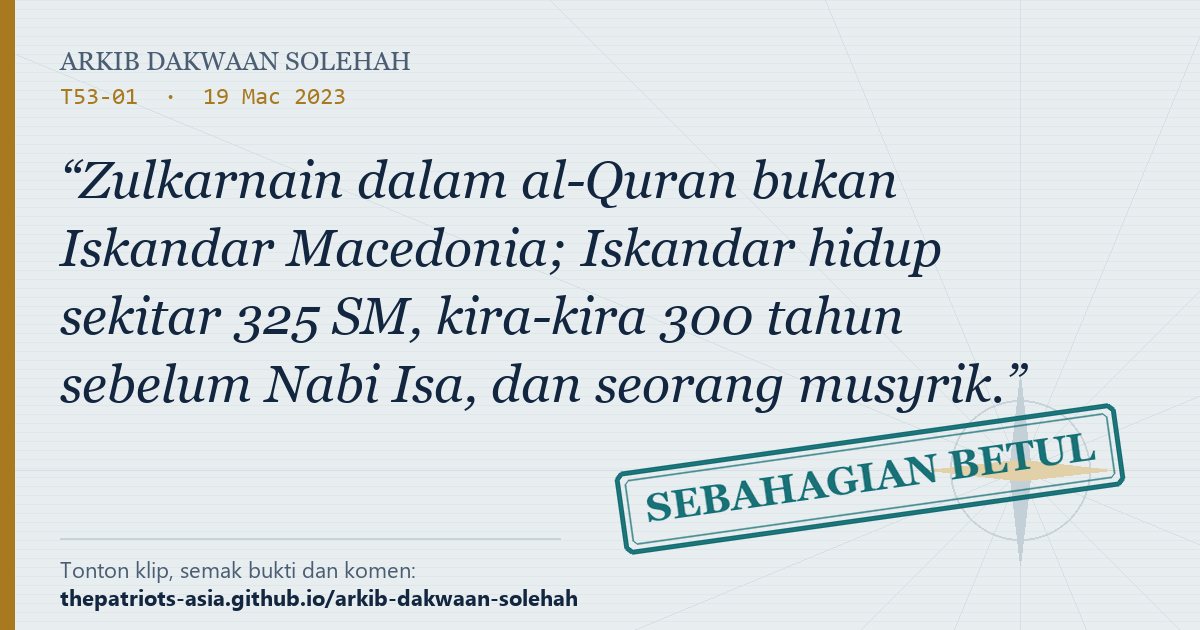 ARKIB DAKWAAN SOLEHAH
T53-01 · 19 Mac 2023
“Zulkarnain dalam al-Quran bukan
Iskandar Macedonia; Iskandar hidup
sekitar 325 SM, kira-kira 300 tahun
sebelum Nabi Isa, dan seorang musyrik.”
SEBAHAGIAN BETUL
Tonton klip, semak bukti dan komen:
thepatriots-asia.github.io/arkib-dakwaan-solehah